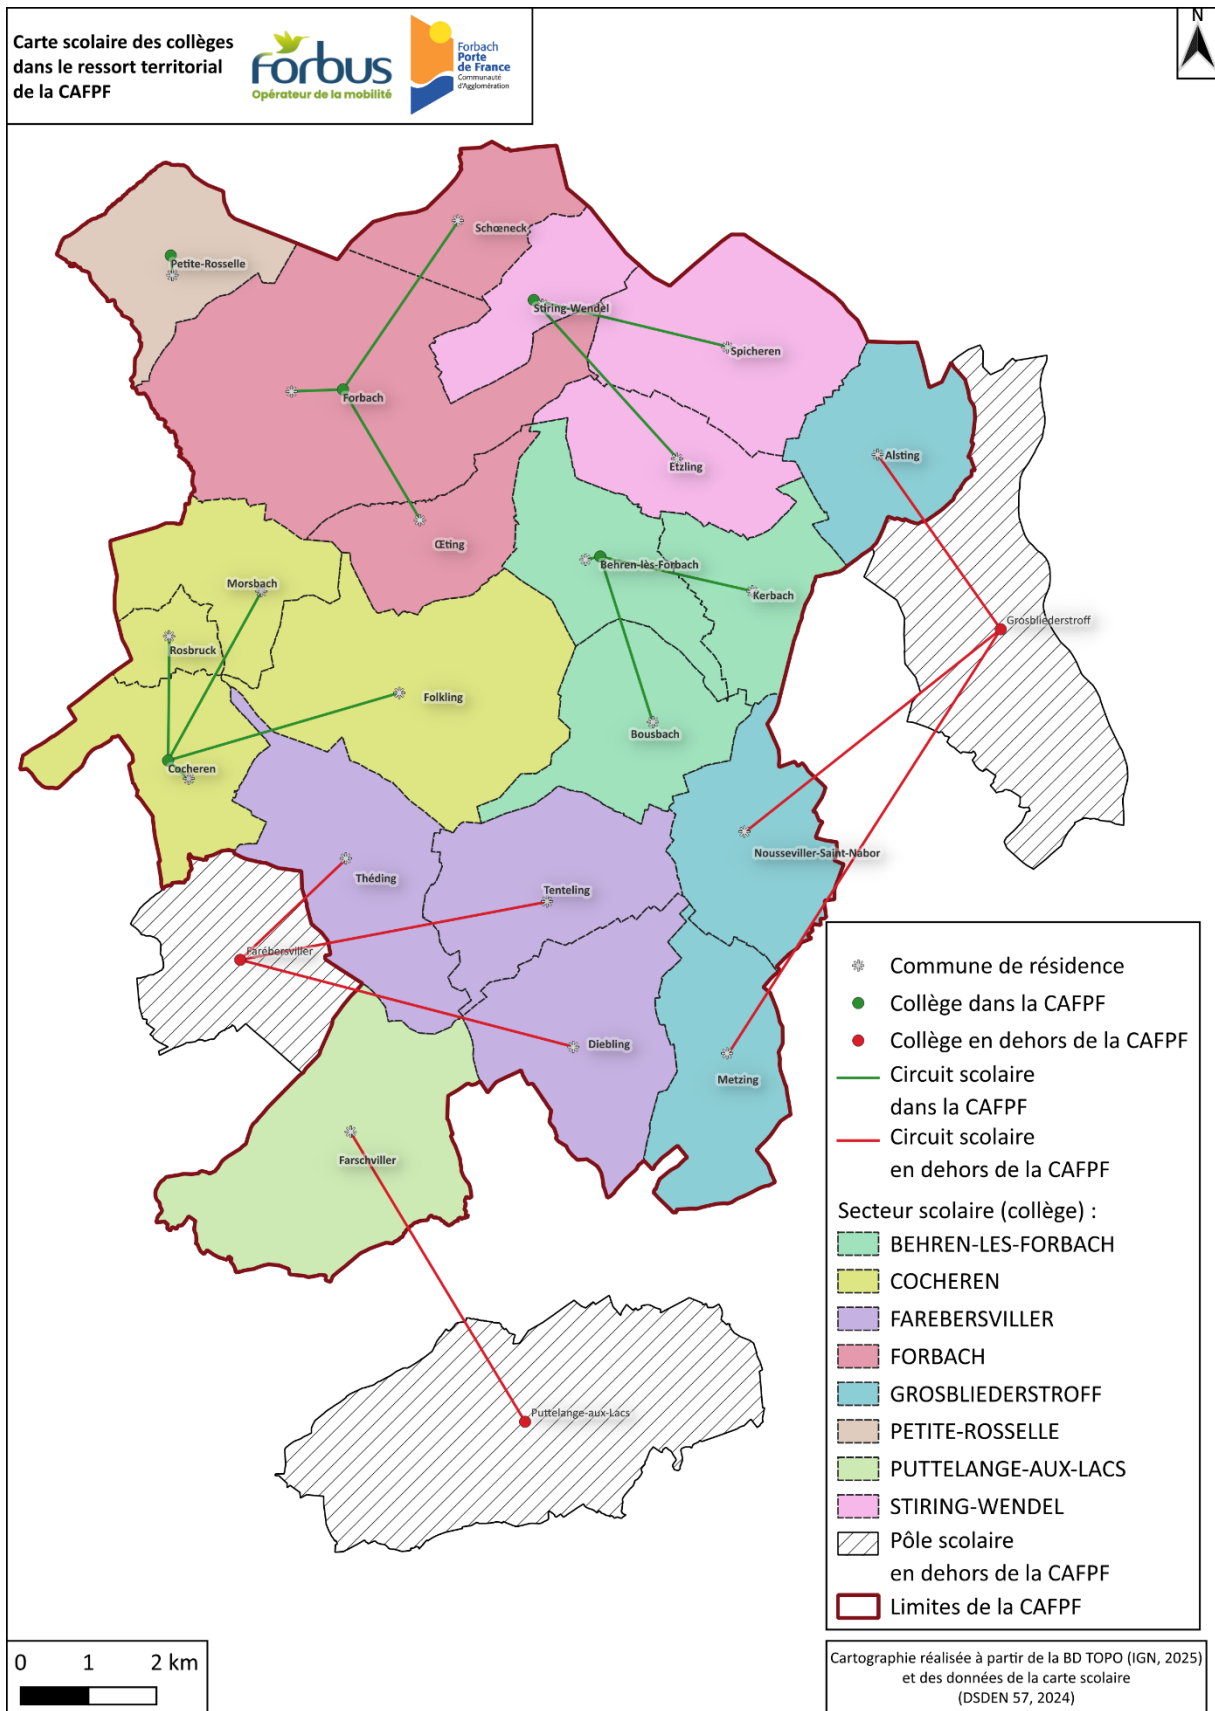 Carte scolaire des collèges
dans le ressort territorial
de la CAFPF
forbus
Opérateur de la mobilité
Forbach
Porte
de France
Communauté
d'Agglomération
N
Schœneck
Petite-Rosselle
Stiring-Wendel
Spicheren
Forbach
Alsting
Etzling
Œting
Behren-lès-Forbach
Morsbach
Kerbach
Grosbliederstroff
Rosbruck
Folkling
Bousbach
Cocheren
Nousseviller-Saint-Nabor
Théding
Tenteling
Farébersviller
Diebling
Metzing
Farschviller
Puttelange-aux-Lacs
Commune de résidence
Collège dans la CAFPF
Collège en dehors de la CAFPF
Circuit scolaire
dans la CAFPF
Circuit scolaire
en dehors de la CAFPF
Secteur scolaire (collège) :
BEHREN-LES-FORBACH
COCHEREN
FAREBERSVILLER
FORBACH
GROSBLIEDERSTROFF
PETITE-ROSSELLE
PUTTELANGE-AUX-LACS
STIRING-WENDEL
Pôle scolaire
en dehors de la CAFPF
Limites de la CAFPF
0 1 2 km
Cartographie réalisée à partir de la BD TOPO (IGN, 2025)
et des données de la carte scolaire
(DSDEN 57, 2024)